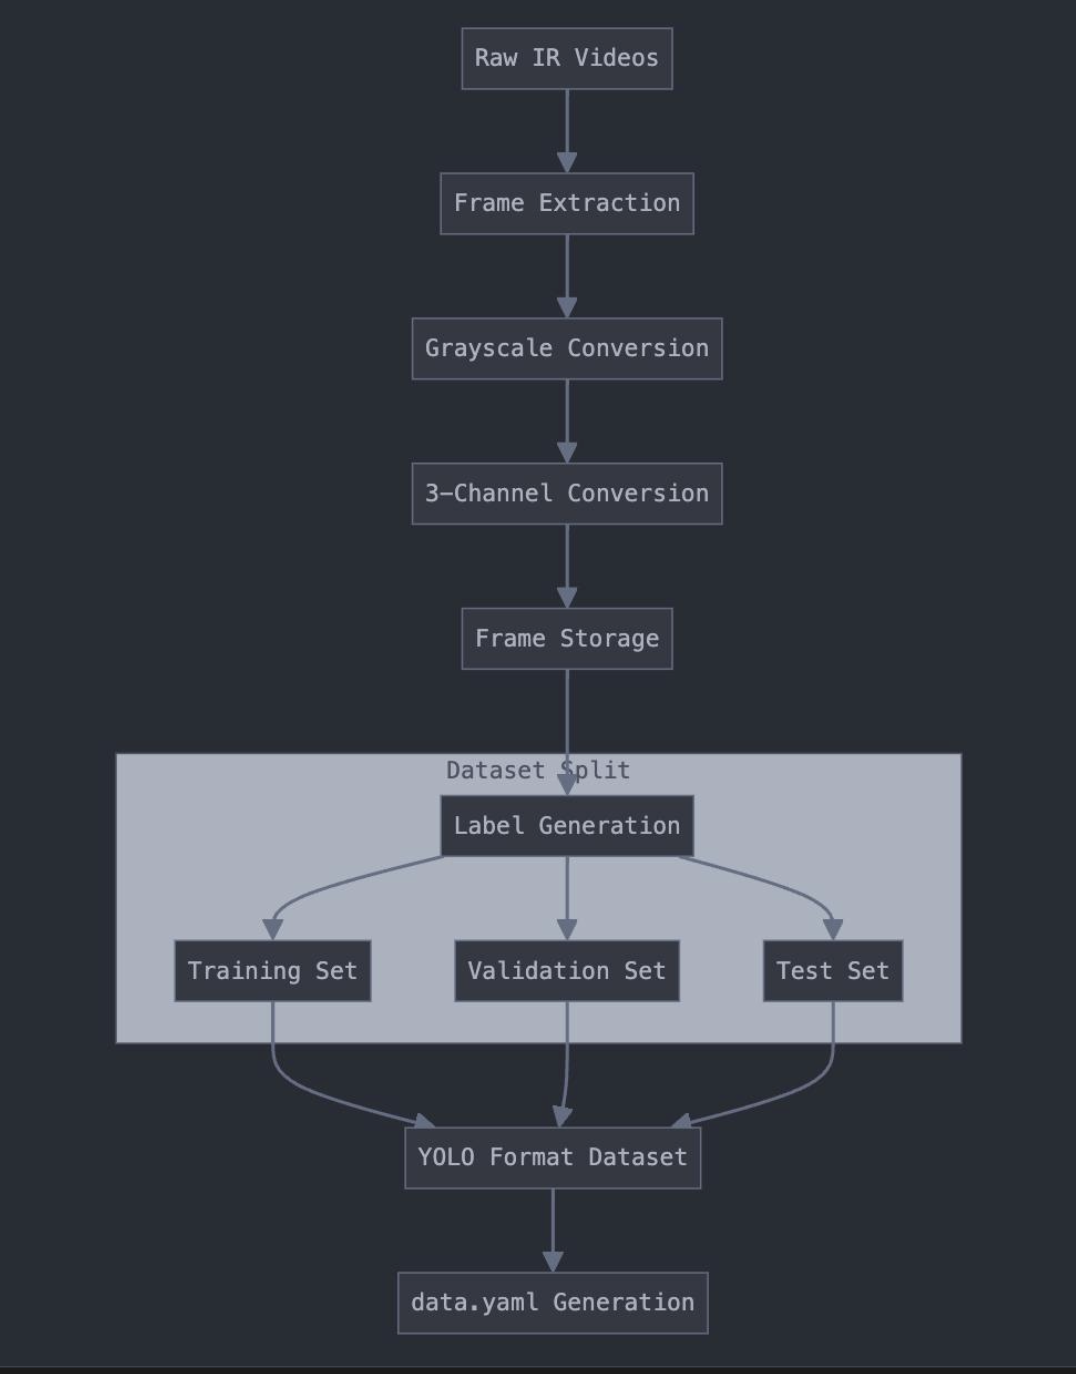 Raw IR Videos
Frame Extraction
Grayscale Conversion
3-Channel Conversion
Frame Storage
Dataset Split
Label Generation
Training Set
Validation Set
Test Set
YOLO Format Dataset
data.yaml Generation